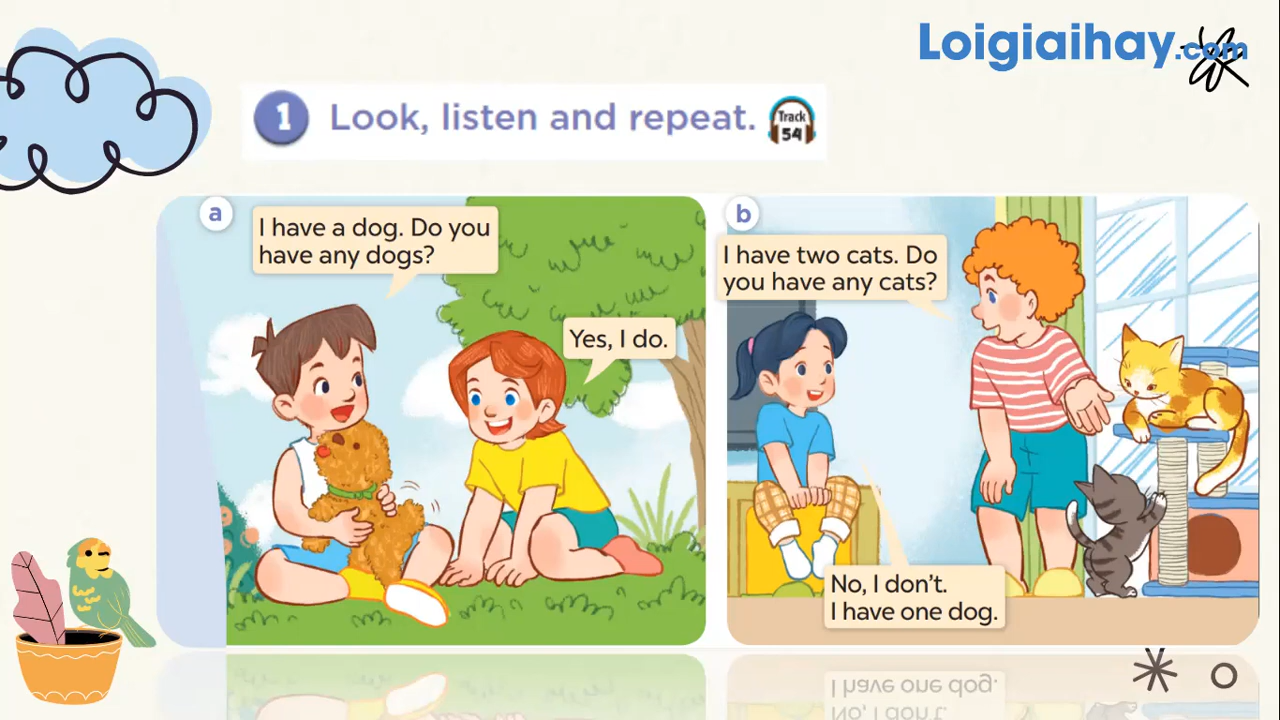 Loigiaihay.com
1 Look, listen and repeat. Track 54
a
I have a dog. Do you
have any dogs?
Yes, I do.
b
I have two cats. Do
you have any cats?
No, I don't.
I have one dog.